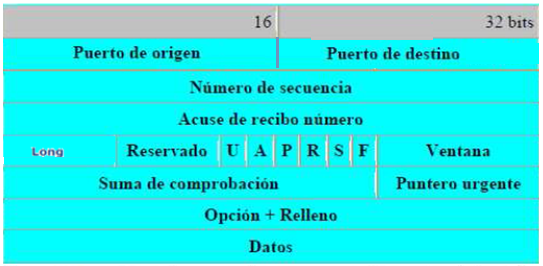 16 32 bits
Puerto de origen Puerto de destino
Número de secuencia
Acuse de recibo número
Long Reservado U A P R S F Ventana
Suma de comprobación Puntero urgente
Opción + Relleno
Datos